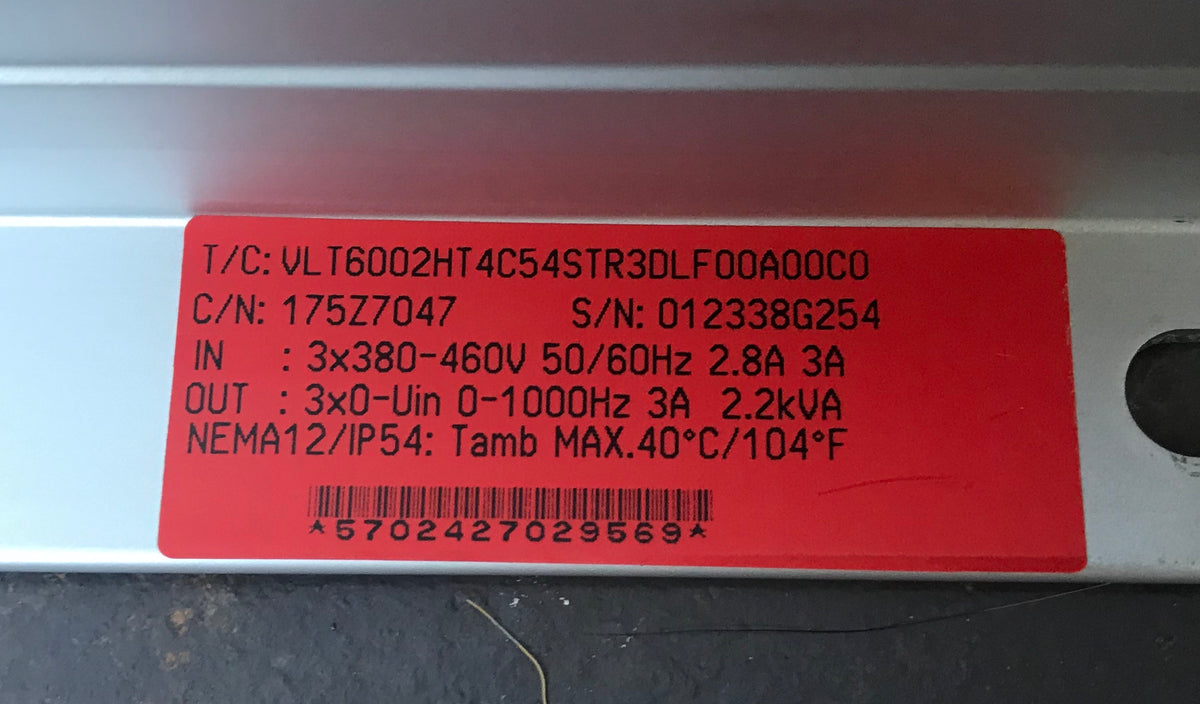 T/C: VLT6002HT4C54STR3DLF00A00C0
C/N: 175Z7047 S/N: 012338G254
IN : 3x380-460V 50/60Hz 2.8A 3A
OUT : 3x0-Uin 0-1000Hz 3A 2.2kVA
NEMA12/IP54: Tamb MAX.40°C/104°F
*5702427029569*